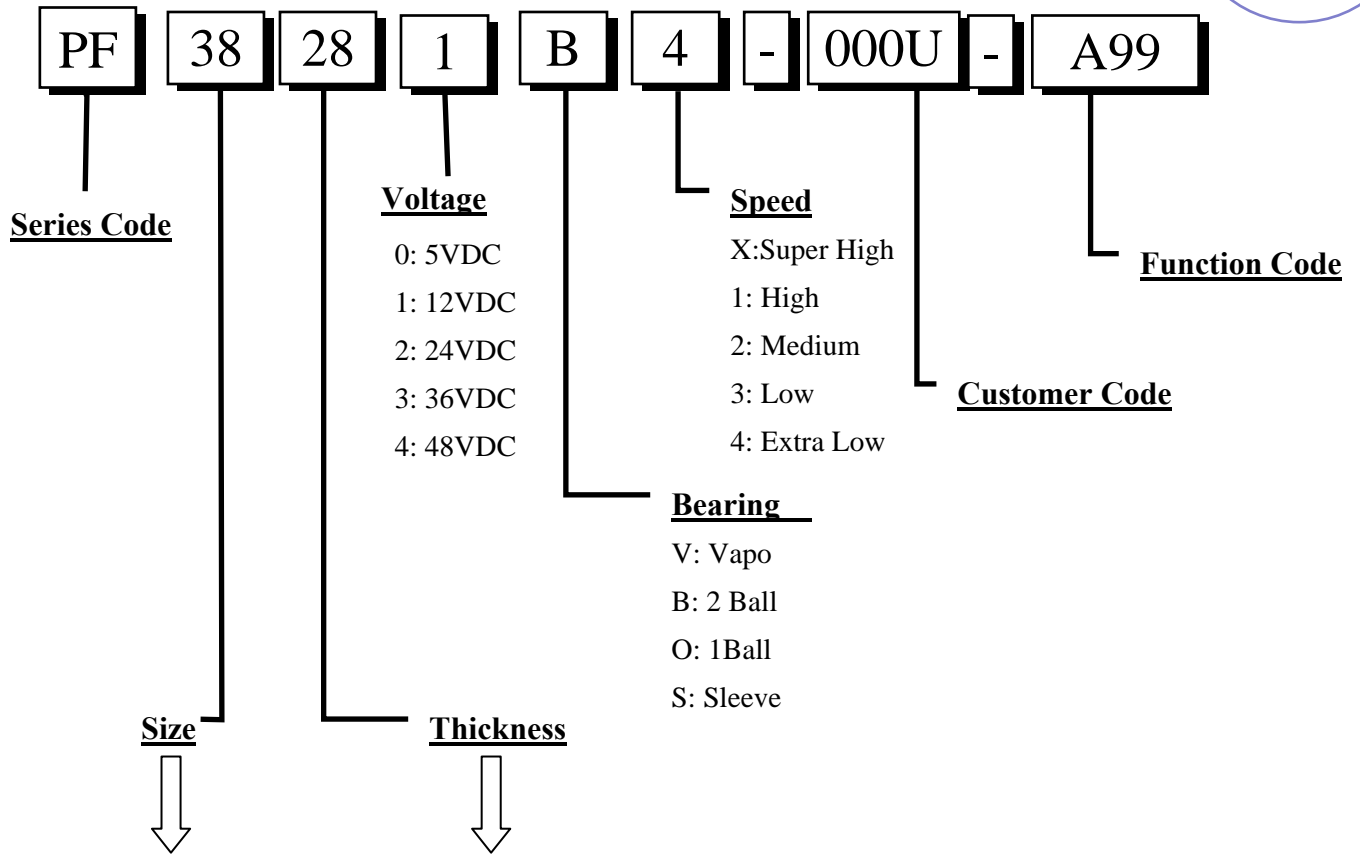 PF 38 28 1 B 4 - 000U - A99
Series Code
Voltage
0: 5VDC
1: 12VDC
2: 24VDC
3: 36VDC
4: 48VDC
Speed
X:Super High
1: High
2: Medium
3: Low
4: Extra Low
Function Code
Customer Code
Bearing
V: Vapo
B: 2 Ball
O: 1Ball
S: Sleeve
Size
Thickness